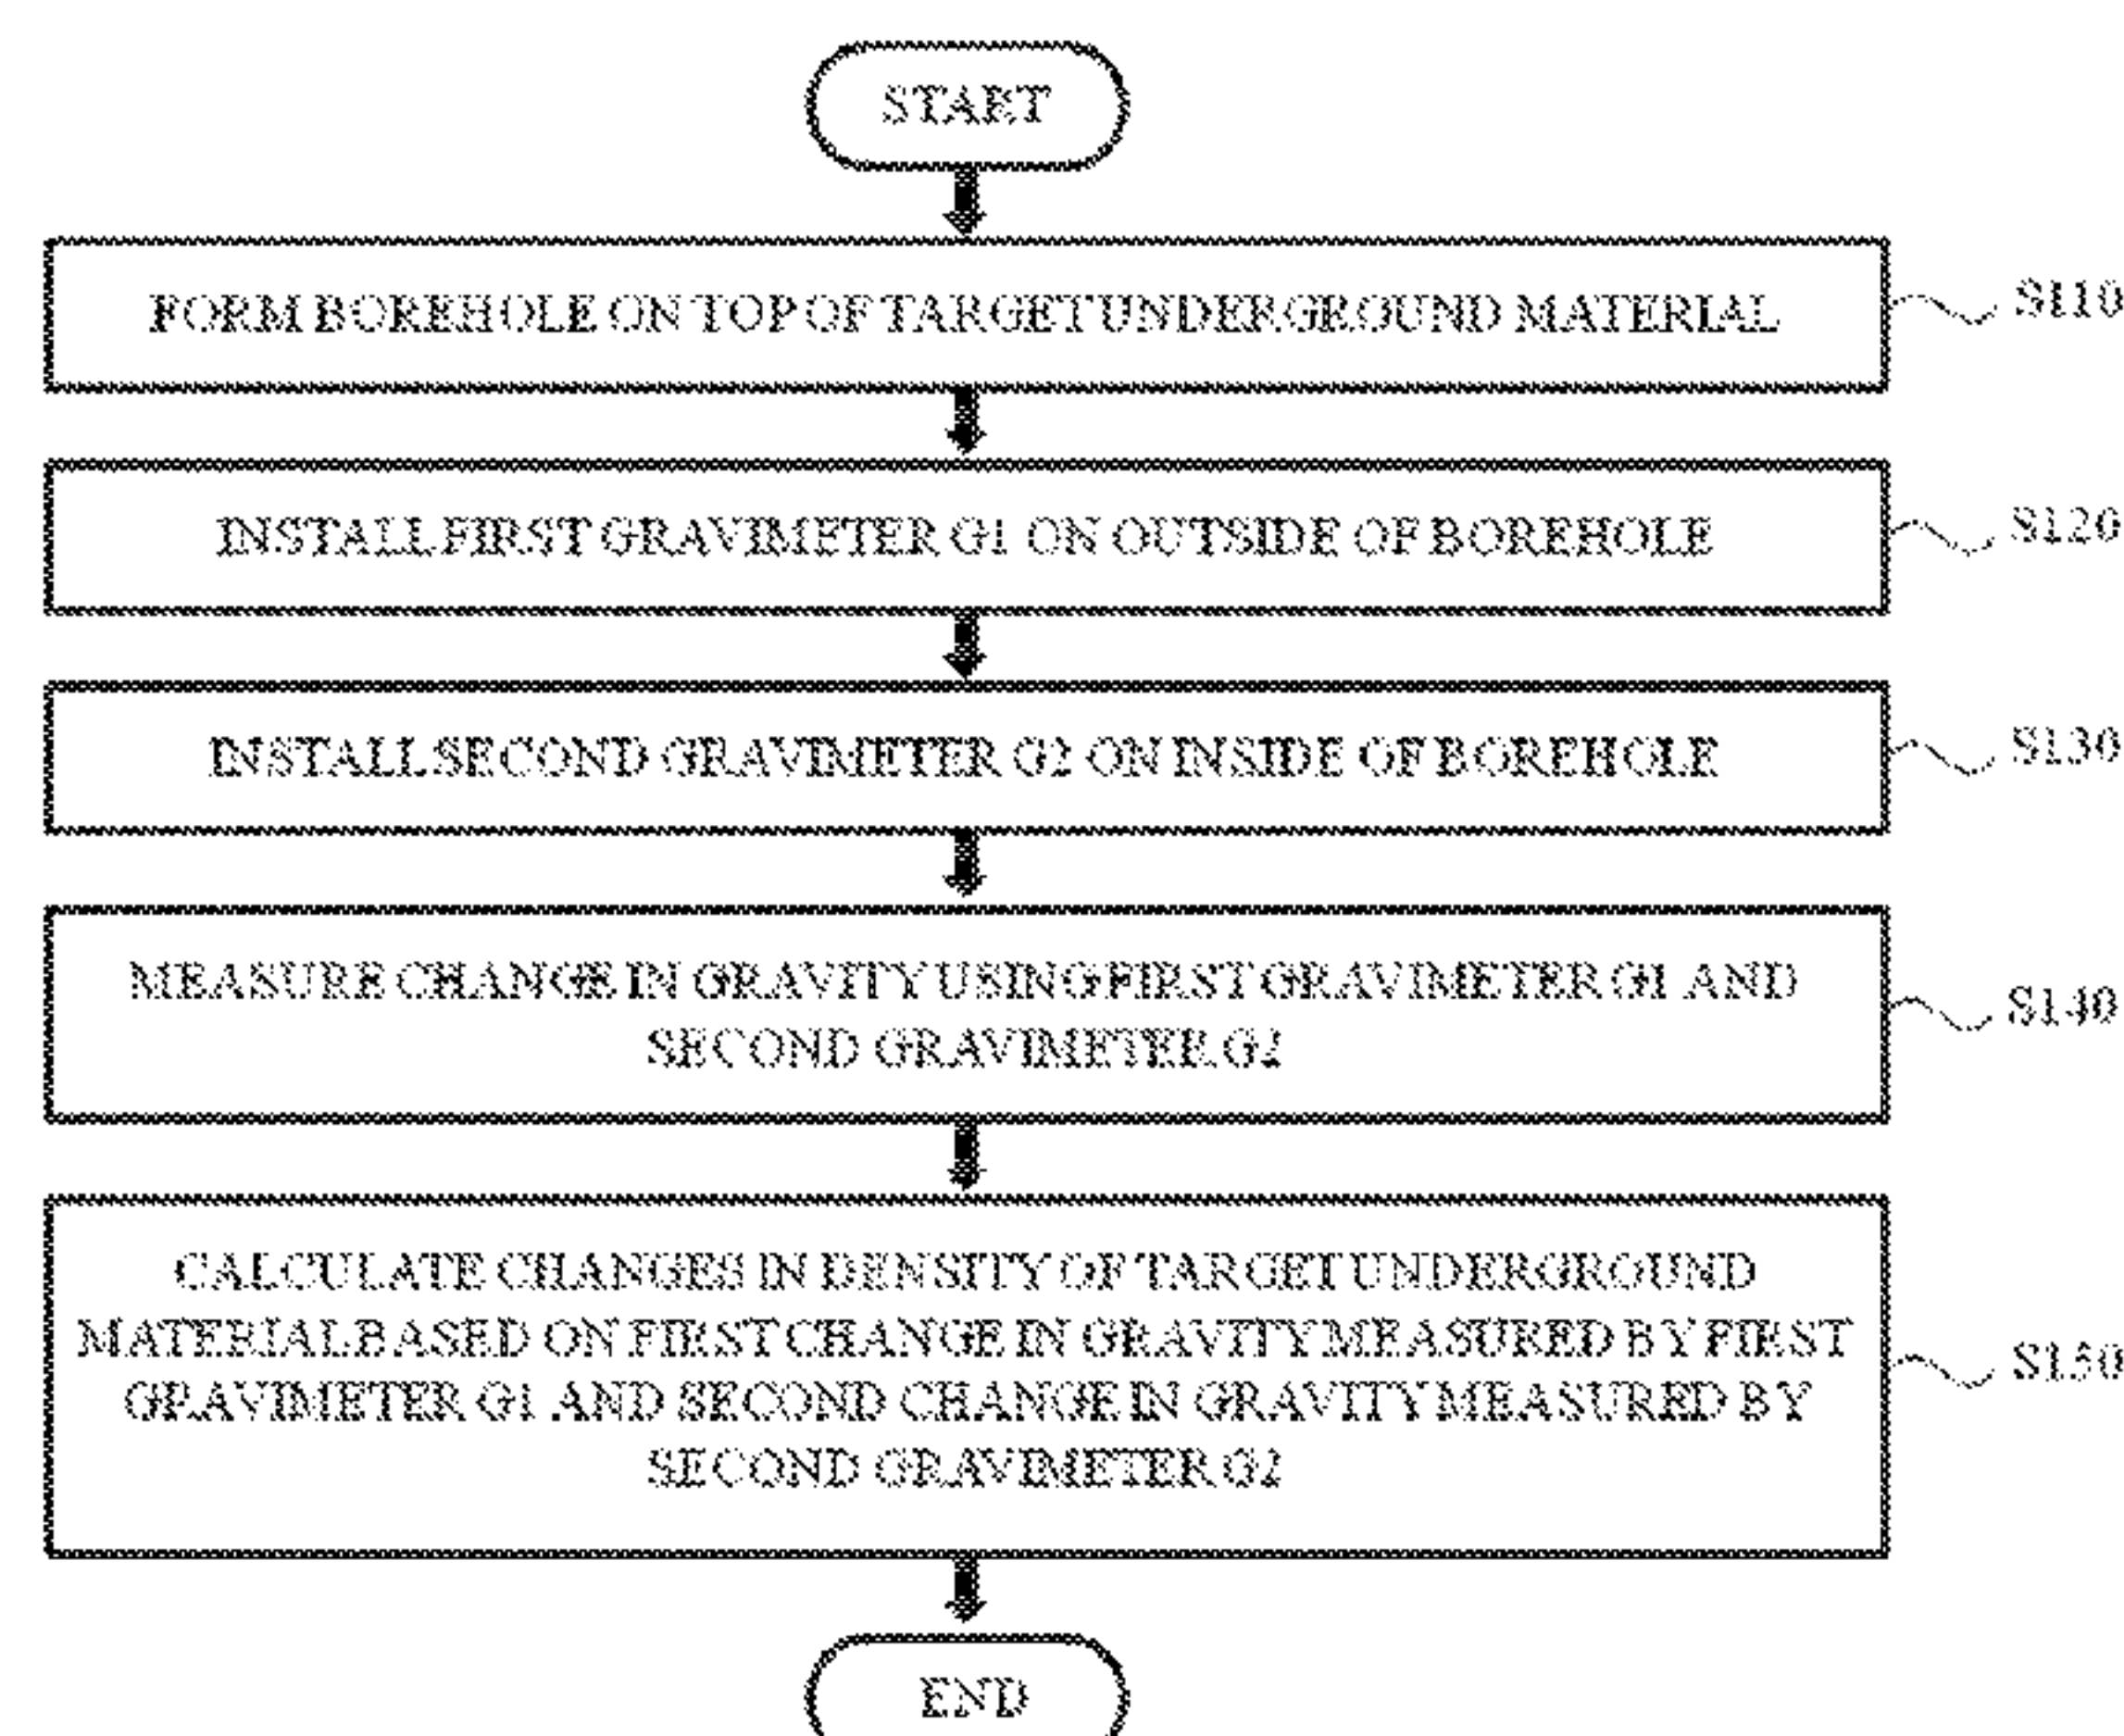 START
FORM BOREHOLE ON TOP OF TARGET UNDERGROUND MATERIAL
S110
INSTALL FIRST GRAVIMETER G1 ON OUTSIDE OF BOREHOLE
S120
INSTALL SECOND GRAVIMETER G2 ON INSIDE OF BOREHOLE
S130
MEASURE CHANGE IN GRAVITY USING FIRST GRAVIMETER G1 AND
SECOND GRAVIMETER G2
S140
CALCULATE CHANGES IN DENSITY OF TARGET UNDERGROUND
MATERIAL BASED ON FIRST CHANGE IN GRAVITY MEASURED BY FIRST
GRAVIMETER G1 AND SECOND CHANGE IN GRAVITY MEASURED BY
SECOND GRAVIMETER G2
S150
END